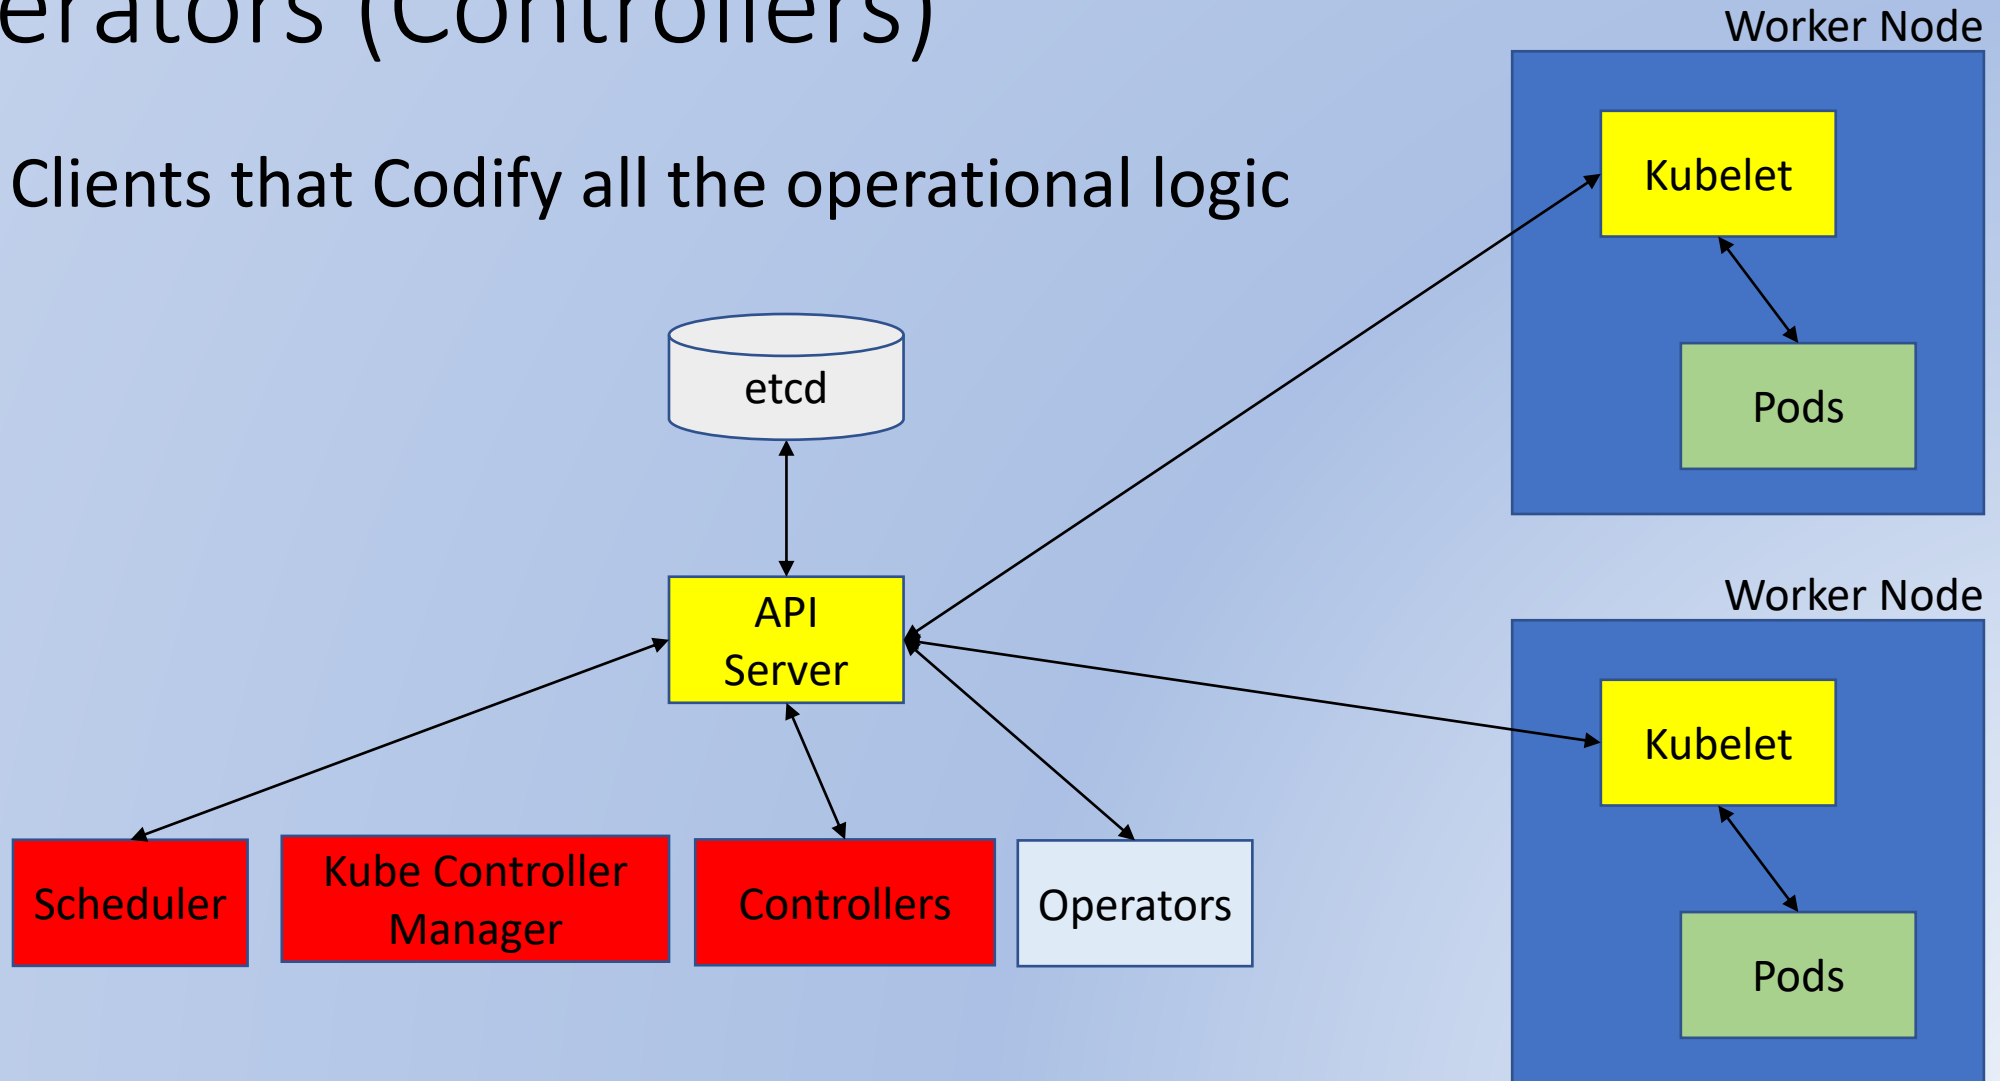 erators (Controllers)
Clients that Codify all the operational logic
Worker Node
Kubelet
Pods
etcd
API
Server
Worker Node
Kubelet
Pods
Scheduler
Kube Controller
Manager
Controllers
Operators